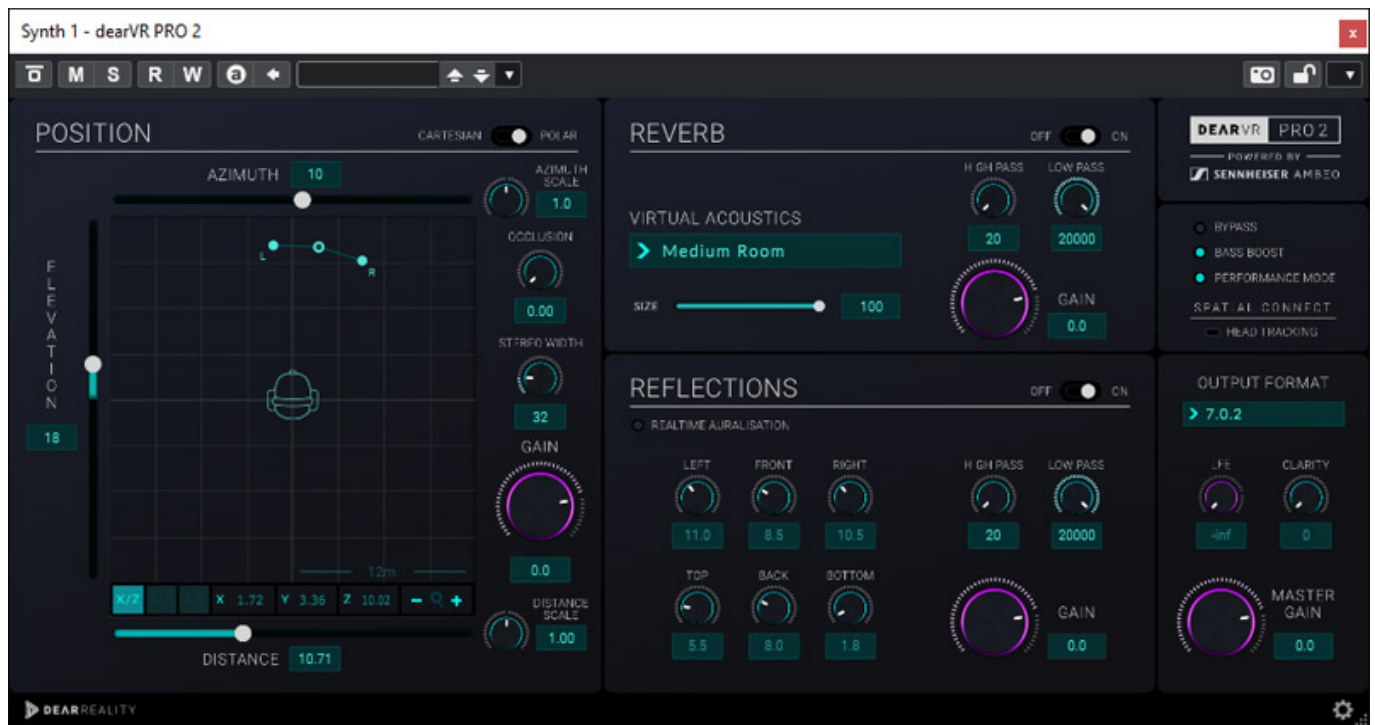 Synth 1 - dearVR PRO 2
x
M S R W a
POSITION
CARTESIAN POLAR
AZIMUTH 10
AZIMUTH SCALE
1.0
OCCLUSION
0.00
STEREO WIDTH
32
GAIN
0.0
DISTANCE SCALE
1.00
ELEVATION
18
L
R
12m
X/Z X 1.72 Y 3.36 Z 10.02
DISTANCE 10.71
REVERB
OFF ON
HIGH PASS LOW PASS
20 20000
VIRTUAL ACOUSTICS
Medium Room
SIZE 100
GAIN
0.0
REFLECTIONS
OFF ON
REALTIME AURALISATION
LEFT FRONT RIGHT
11.0 8.5 10.5
TOP BACK BOTTOM
5.5 8.0 1.8
HIGH PASS LOW PASS
20 20000
GAIN
0.0
DEARVR PRO 2
POWERED BY
SENNHEISER AMBEO
BYPASS
BASS BOOST
PERFORMANCE MODE
SPATIAL CONNECT
HEAD TRACKING
OUTPUT FORMAT
7.0.2
LFE CLARITY
-inf 0
MASTER
GAIN
0.0
DEARREALITY